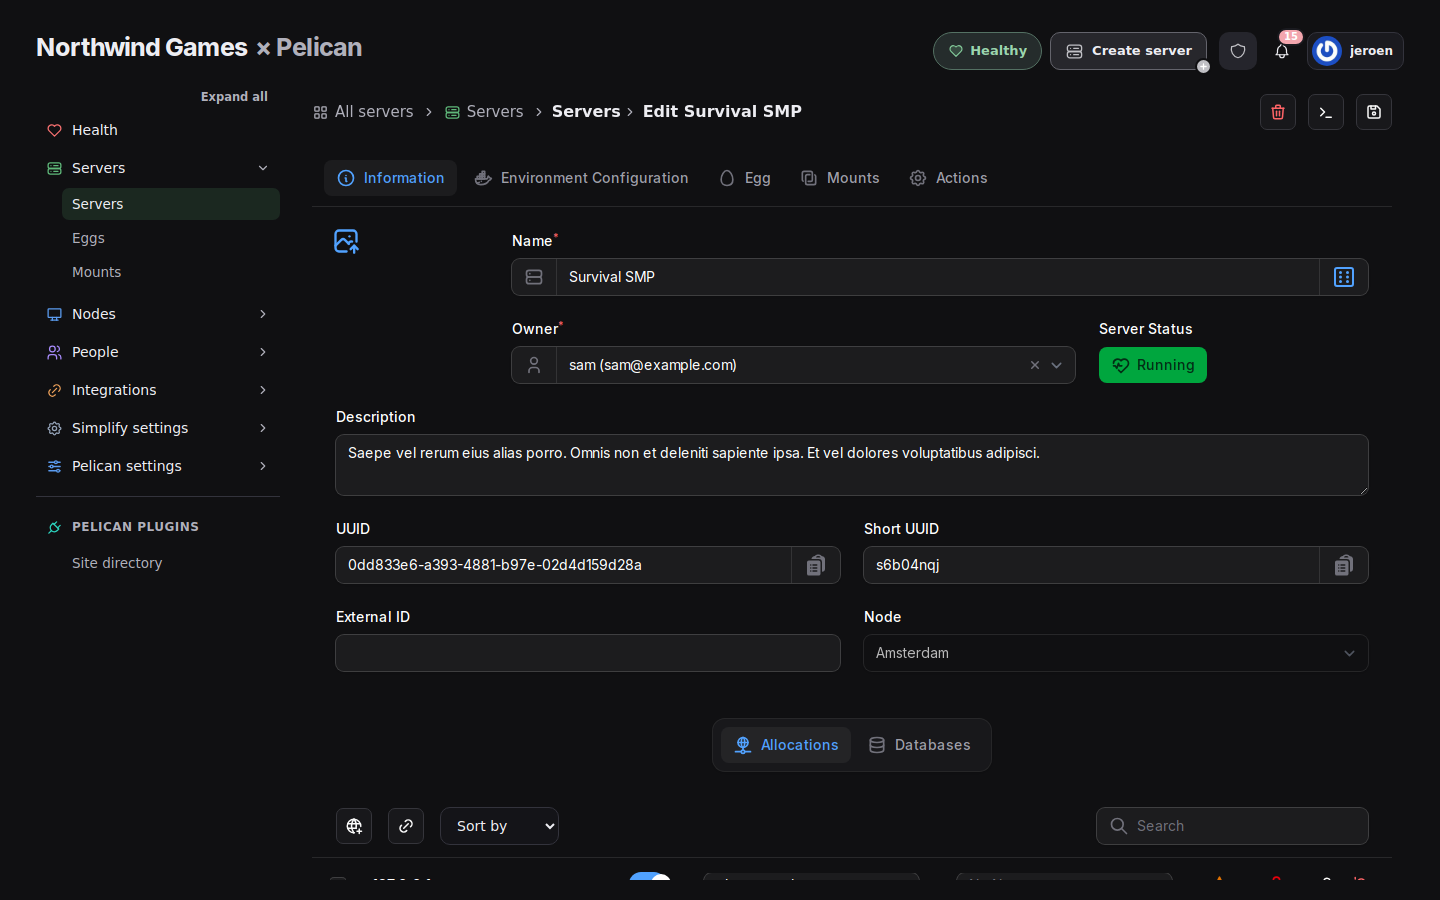 Northwind Games × Pelican
Healthy
Create server
15
jeroen
Expand all
Health
Servers
Servers
Eggs
Mounts
Nodes
People
Integrations
Simplify settings
Pelican settings
PELICAN PLUGINS
Site directory
All servers > Servers > Servers > Edit Survival SMP
Information
Environment Configuration
Egg
Mounts
Actions
Name*
Survival SMP
Owner*
sam (sam@example.com)
Server Status
Running
Description
Saepe vel rerum eius alias porro. Omnis non et deleniti sapiente ipsa. Et vel dolores voluptatibus adipisci.
UUID
0dd833e6-a393-4881-b97e-02d4d159d28a
Short UUID
s6b04nqj
External ID
Node
Amsterdam
Allocations
Databases
Sort by
Search